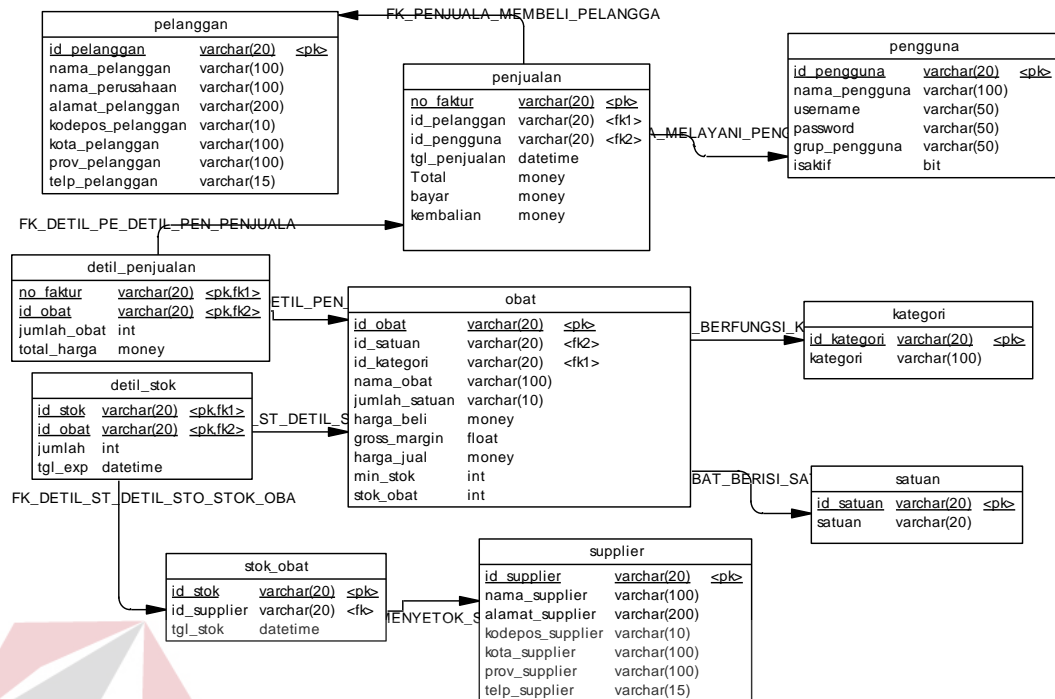 FK_PENJUALA_MEMBELI_PELANGGA
pelanggan
id_pelanggan varchar(20) <pk>
nama_pelanggan varchar(100)
nama_perusahaan varchar(100)
alamat_pelanggan varchar(200)
kodepos_pelanggan varchar(10)
kota_pelanggan varchar(100)
prov_pelanggan varchar(100)
telp_pelanggan varchar(15)
penjualan
no_faktur varchar(20) <pk>
id_pelanggan varchar(20) <fk1>
id_pengguna varchar(20) <fk2>
tgl_penjualan datetime
Total money
bayar money
kembalian money
A_MELAYANI_PENG
pengguna
id_pengguna varchar(20) <pk>
nama_pengguna varchar(100)
username varchar(50)
password varchar(50)
grup_pengguna varchar(50)
isaktif bit
FK_DETIL_PE_DETIL_PEN_PENJUALA
detil_penjualan
no_faktur varchar(20) <pk,fk1>
id_obat varchar(20) <pk,fk2>
jumlah_obat int
total_harga money
ETIL_PEN_
obat
id_obat varchar(20) <pk>
id_satuan varchar(20) <fk2>
id_kategori varchar(20) <fk1>
nama_obat varchar(100)
jumlah_satuan varchar(10)
harga_beli money
gross_margin float
harga_jual money
min_stok int
stok_obat int
_BERFUNGSI_K
kategori
id_kategori varchar(20) <pk>
kategori varchar(100)
detil_stok
id_stok varchar(20) <pk,fk1>
id_obat varchar(20) <pk,fk2>
jumlah int
tgl_exp datetime
_ST_DETIL_S
BAT_BERISI_SA
satuan
id_satuan varchar(20) <pk>
satuan varchar(20)
FK_DETIL_ST_DETIL_STO_STOK_OBA
stok_obat
id_stok varchar(20) <pk>
id_supplier varchar(20) <fk>
tgl_stok datetime
MENYETOK_S
supplier
id_supplier varchar(20) <pk>
nama_supplier varchar(100)
alamat_supplier varchar(200)
kodepos_supplier varchar(10)
kota_supplier varchar(100)
prov_supplier varchar(100)
telp_supplier varchar(15)